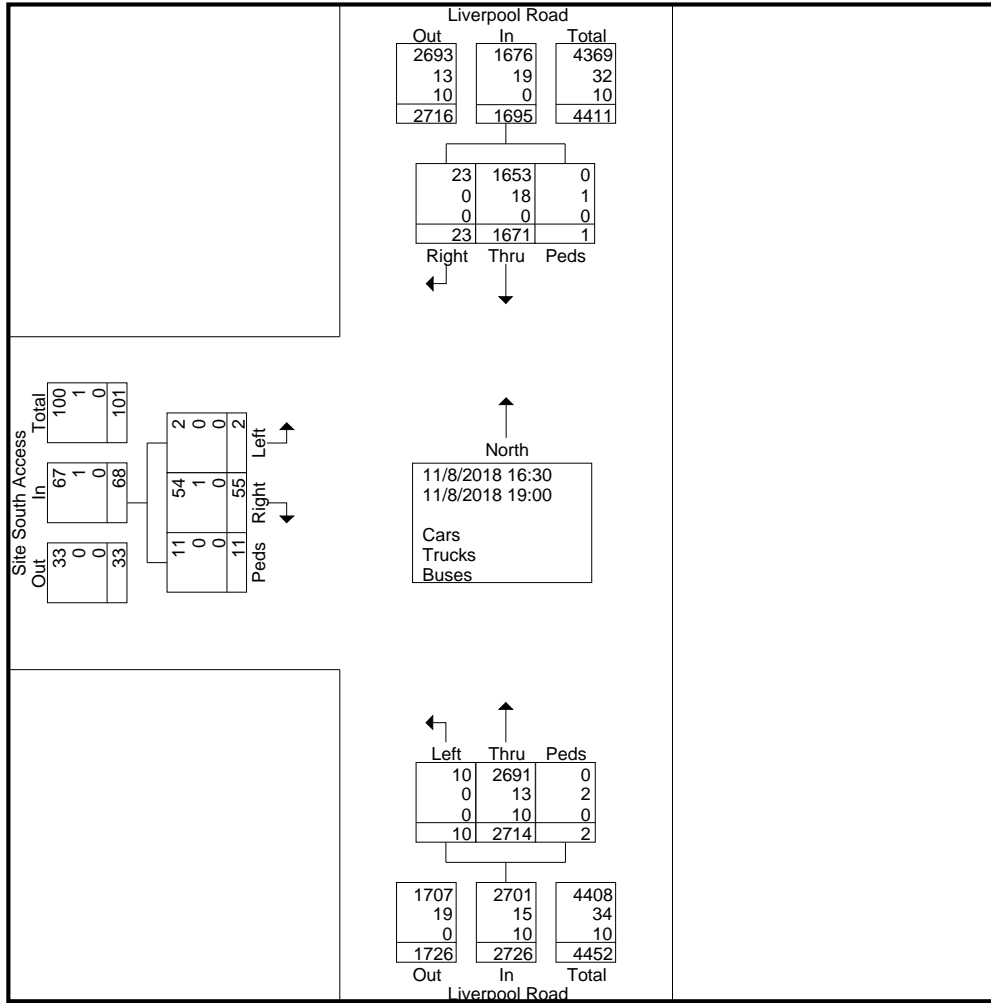 Liverpool Road
Out In Total
2693 1676 4369
13 19 32
10 0 10
2716 1695 4411
23 1653 0
0 18 1
0 0 0
23 1671 1
Right Thru Peds
Site South Access
Total
100
1
0
101
In
67
1
0
68
Out
33
0
0
33
2
0
0
2
Left
54
1
0
55
Right
11
0
0
11
Peds
North
11/8/2018 16:30
11/8/2018 19:00
Cars
Trucks
Buses
Left Thru Peds
10 2691 0
0 13 2
0 10 0
10 2714 2
1707 2701 4408
19 15 34
0 10 10
1726 2726 4452
Out In Total
Liverpool Road